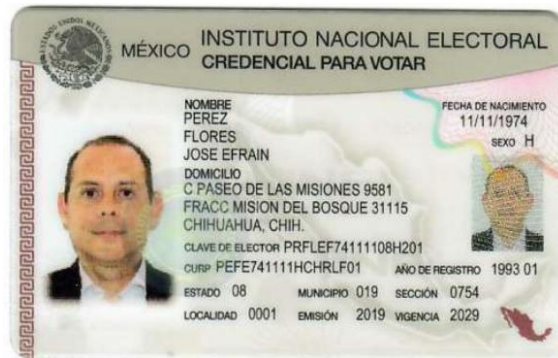 MÉXICO INSTITUTO NACIONAL ELECTORAL
CREDENCIAL PARA VOTAR
NOMBRE
PEREZ
FLORES
JOSE EFRAIN
FECHA DE NACIMIENTO
11/11/1974
SEXO H
DOMICILIO
C PASEO DE LAS MISIONES 9581
FRACC MISION DEL BOSQUE 31115
CHIHUAHUA, CHIH.
CLAVE DE ELECTOR PRFLEF74111108H201
CURP PEFE741111HCHRLF01 AÑO DE REGISTRO 1993 01
ESTADO 08 MUNICIPIO 019 SECCIÓN 0754
LOCALIDAD 0001 EMISIÓN 2019 VIGENCIA 2029